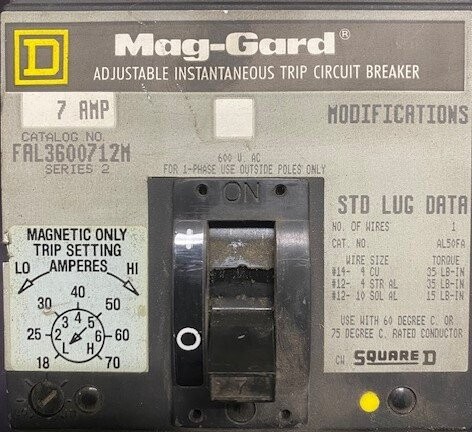 D
Mag-Gard®
ADJUSTABLE INSTANTANEOUS TRIP CIRCUIT BREAKER
7 AMP
MODIFICATIONS
CATALOG NO.
FAL3600712M
SERIES 2
600 V. AC
FOR 1-PHASE USE OUTSIDE POLES ONLY
ON
STD LUG DATA
NO. OF WIRES 1
CAT. NO. AL50FA
WIRE SIZE TORQUE
#14- 4 CU 35 LB-IN
#12- 4 STR AL 35 LB-IN
#12- 10 SOL AL 15 LB-IN
USE WITH 60 DEGREE C. OR
75 DEGREE C. RATED CONDUCTOR
CW SQUARE D
MAGNETIC ONLY
TRIP SETTING
LO AMPERES HI
40
30 50
25 60
18 70
3 4 5
2 6
L H
I
O